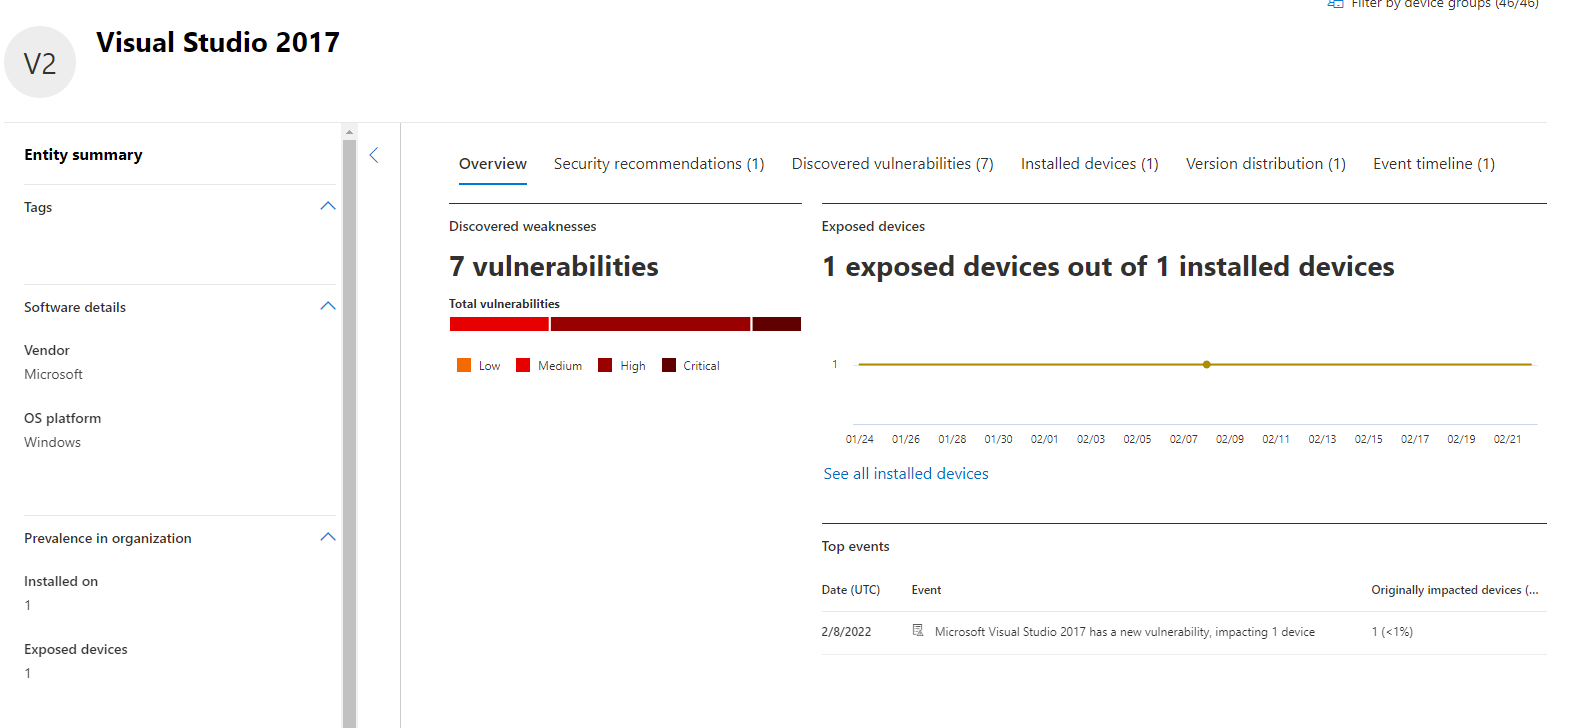 Filter by device groups (46/46)
V2
Visual Studio 2017
Entity summary
Tags
Software details
Vendor
Microsoft
OS platform
Windows
Prevalence in organization
Installed on
1
Exposed devices
1
Overview
Security recommendations (1)
Discovered vulnerabilities (7)
Installed devices (1)
Version distribution (1)
Event timeline (1)
Discovered weaknesses
7 vulnerabilities
Total vulnerabilities
Low Medium High Critical
Exposed devices
1 exposed devices out of 1 installed devices
1
01/24 01/26 01/28 01/30 02/01 02/03 02/05 02/07 02/09 02/11 02/13 02/15 02/17 02/19 02/21
See all installed devices
Top events
Date (UTC) Event Originally impacted devices (...
2/8/2022 Microsoft Visual Studio 2017 has a new vulnerability, impacting 1 device 1 (<1%)